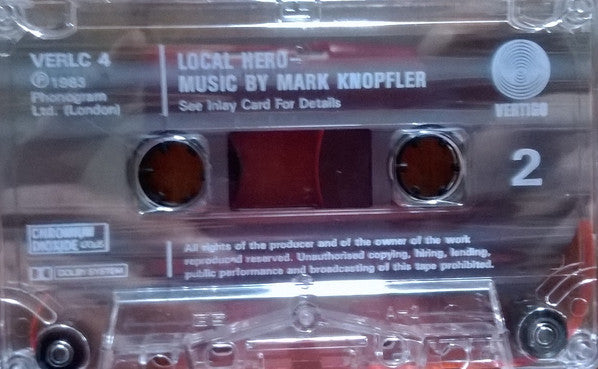 VERLC 4
℗ 1983
Phonogram
Ltd. (London)
LOCAL HERO
MUSIC BY MARK KNOPFLER
See Inlay Card For Details
VERTIGO
2
CHROMIUM
DIOXIDE
DOLBY SYSTEM
All rights of the producer and of the owner of the work
reproduced reserved. Unauthorised copying, hiring, lending,
public performance and broadcasting of this tape prohibited.